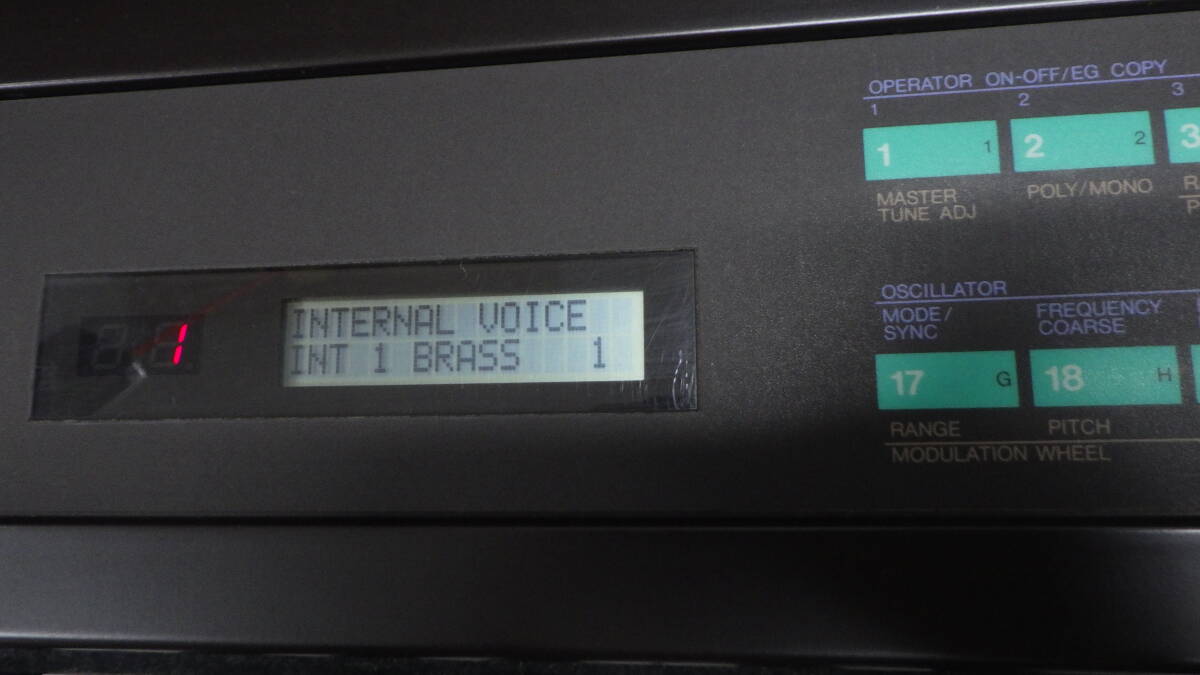 OPERATOR ON-OFF/EG COPY
1 2 3
1 1 2 2 3
MASTER
TUNE ADJ
POLY/MONO
1
INTERNAL VOICE
INT 1 BRASS 1
OSCILLATOR
MODE/
SYNC
FREQUENCY
COARSE
17 G 18 H
RANGE PITCH
MODULATION WHEEL